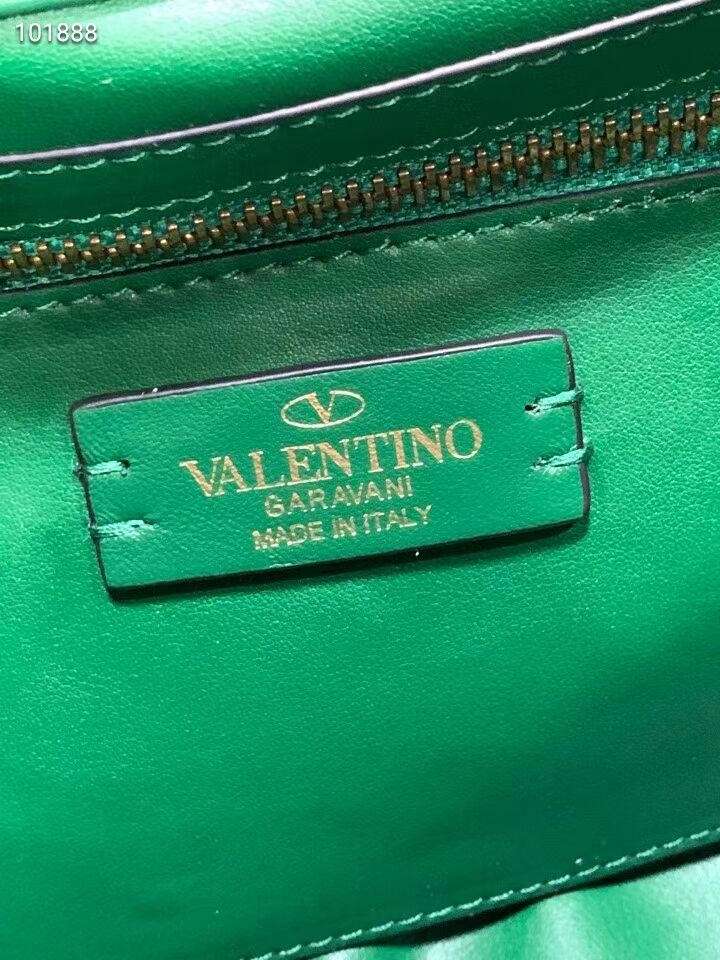 101888
V
VALENTINO
GARAVANI
MADE IN ITALY